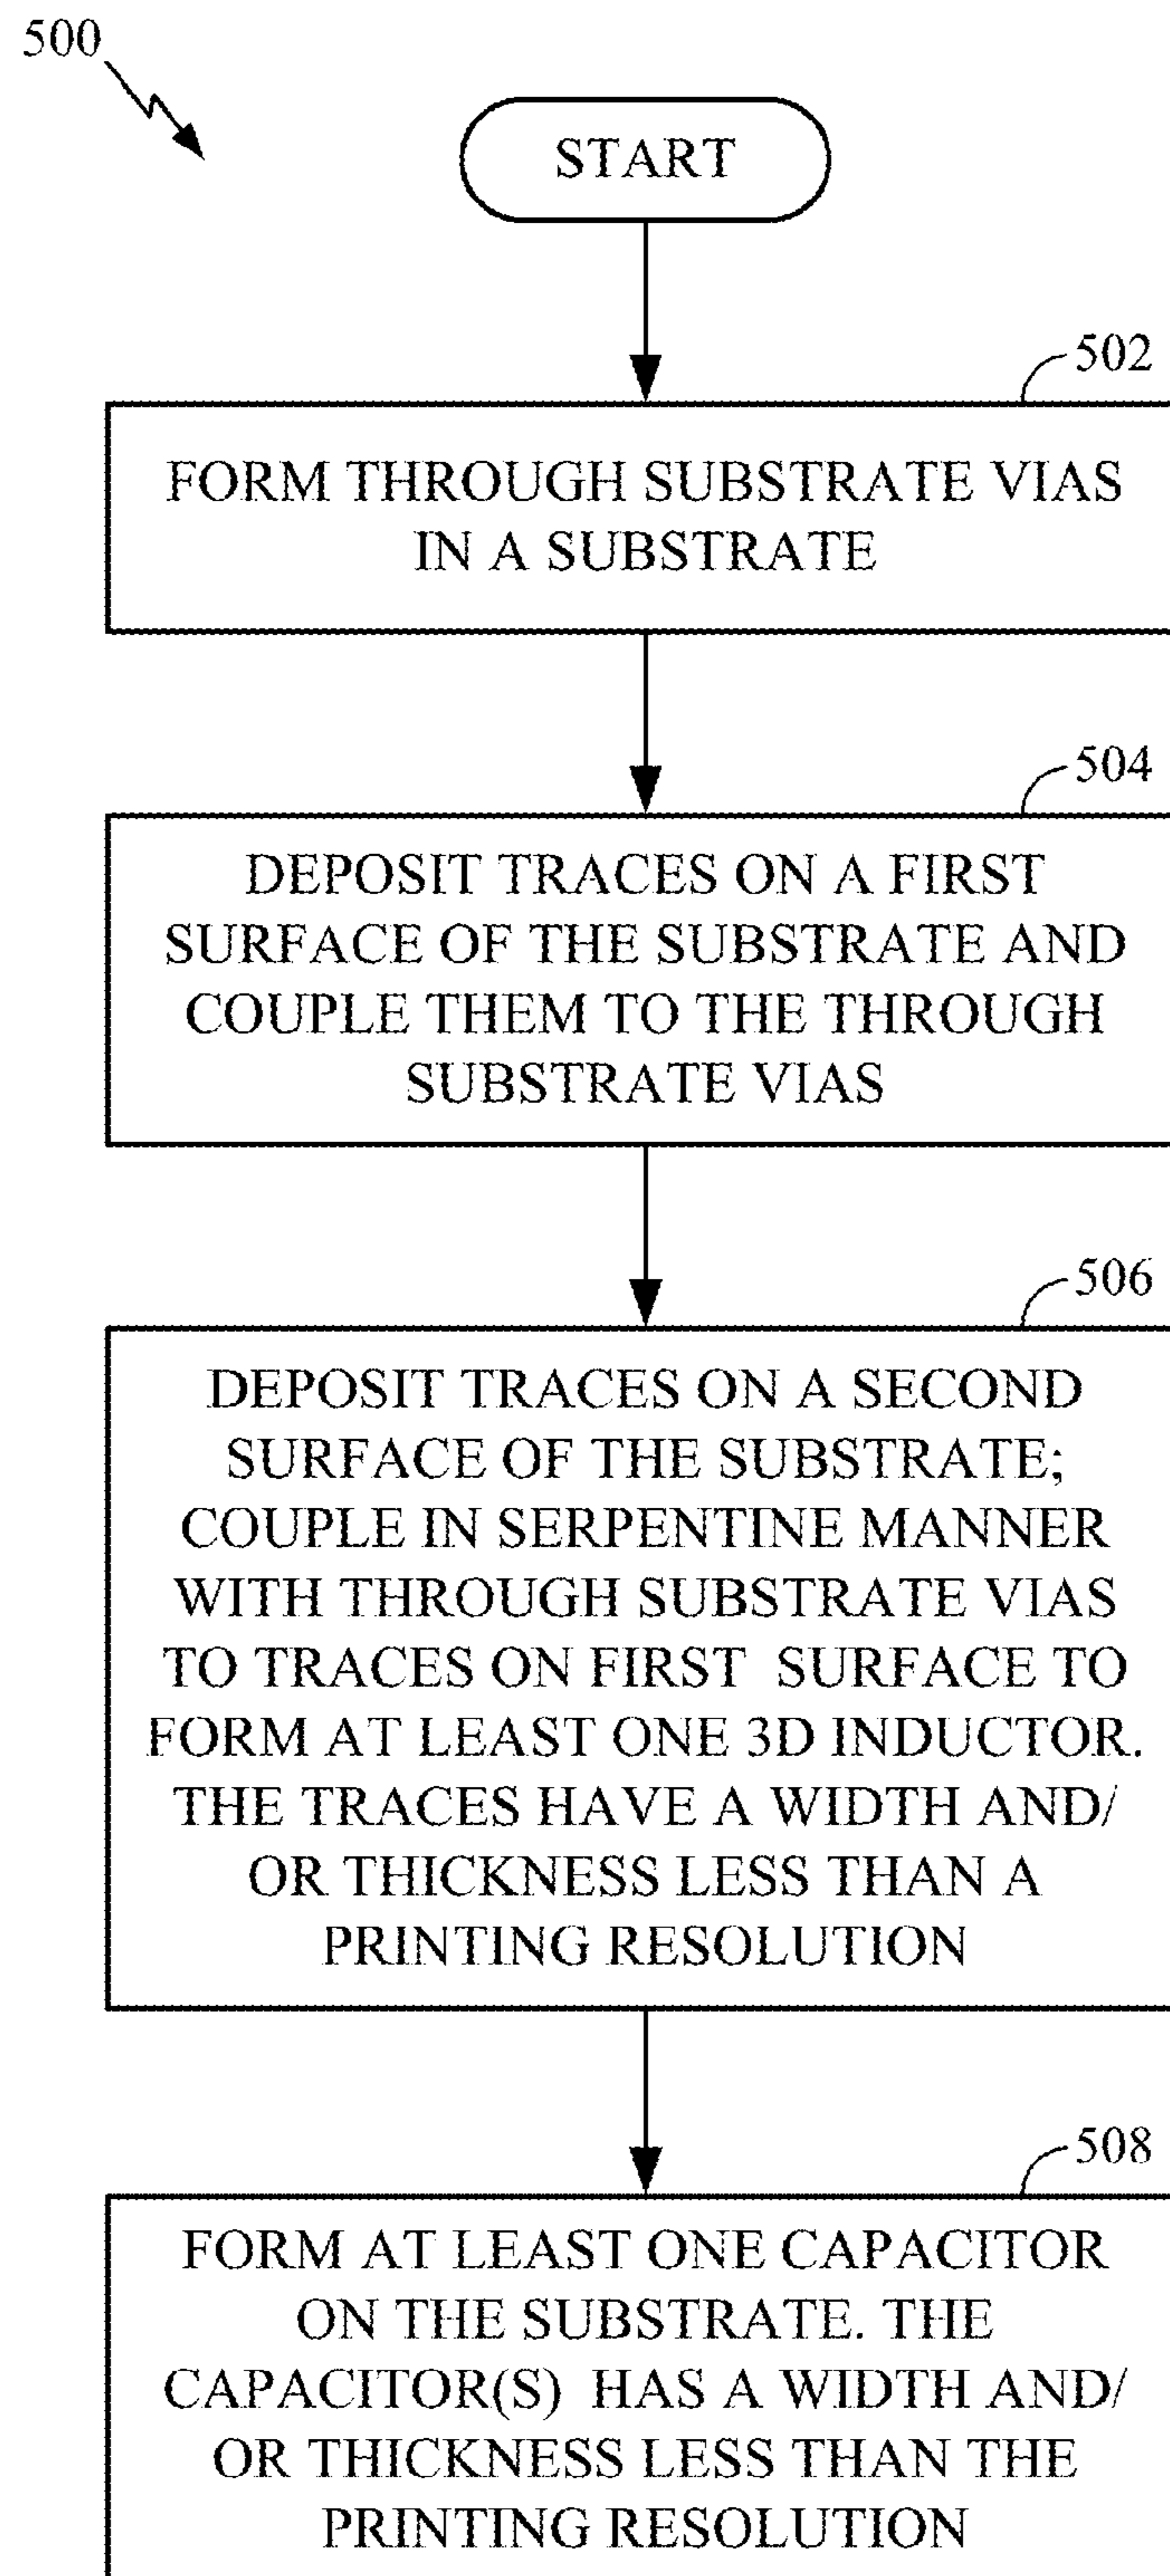 500
START
502
FORM THROUGH SUBSTRATE VIAS
IN A SUBSTRATE
504
DEPOSIT TRACES ON A FIRST
SURFACE OF THE SUBSTRATE AND
COUPLE THEM TO THE THROUGH
SUBSTRATE VIAS
506
DEPOSIT TRACES ON A SECOND
SURFACE OF THE SUBSTRATE;
COUPLE IN SERPENTINE MANNER
WITH THROUGH SUBSTRATE VIAS
TO TRACES ON FIRST SURFACE TO
FORM AT LEAST ONE 3D INDUCTOR.
THE TRACES HAVE A WIDTH AND/
OR THICKNESS LESS THAN A
PRINTING RESOLUTION
508
FORM AT LEAST ONE CAPACITOR
ON THE SUBSTRATE. THE
CAPACITOR(S) HAS A WIDTH AND/
OR THICKNESS LESS THAN THE
PRINTING RESOLUTION